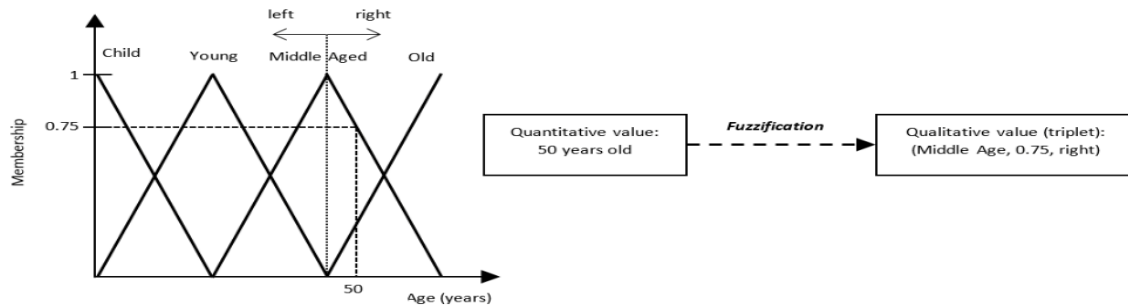 left
right
Child
Young
Middle Aged
Old
1
0.75
Membership
50
Age (years)
Quantitative value:
50 years old
Fuzzification
Qualitative value (triplet):
(Middle Age, 0.75, right)